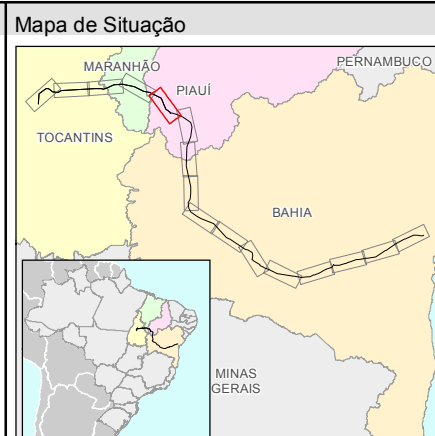 Mapa de Situação
PERNAMBUCO
MARANHÃO
PIAUÍ
TOCANTINS
BAHIA
MINAS
GERAIS